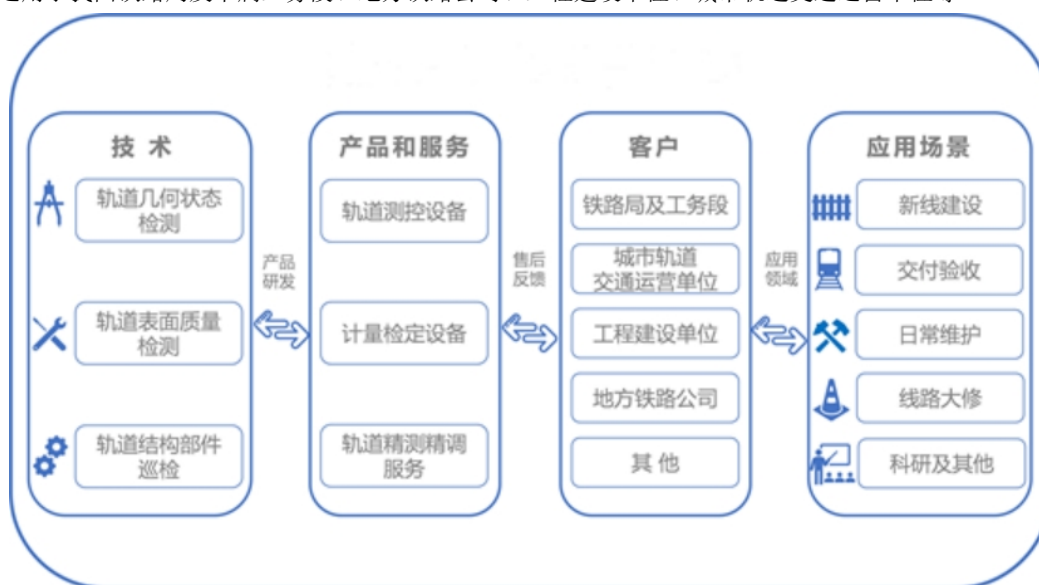 技 术
轨道几何状态
检测
轨道表面质量
检测
轨道结构部件
巡检
产品
研发
产品和服务
轨道测控设备
计量检定设备
轨道精测精调
服务
售后
反馈
客户
铁路局及工务段
城市轨道
交通运营单位
工程建设单位
地方铁路公司
其 他
应用
领域
应用场景
新线建设
交付验收
日常维护
线路大修
科研及其他